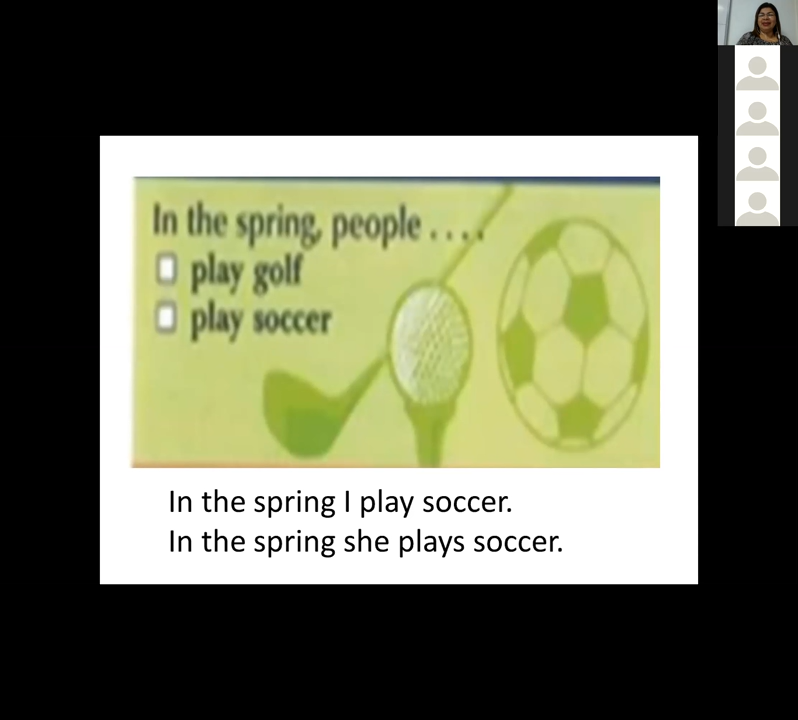 In the spring, people ....
play golf
play soccer
In the spring I play soccer.
In the spring she plays soccer.